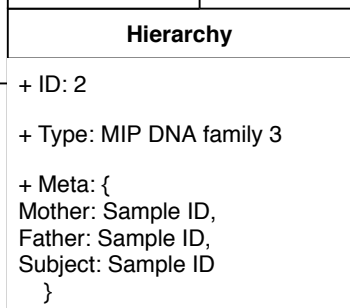 Hierarchy
+ ID: 2
+ Type: MIP DNA family 3
+ Meta: {
Mother: Sample ID,
Father: Sample ID,
Subject: Sample ID
}